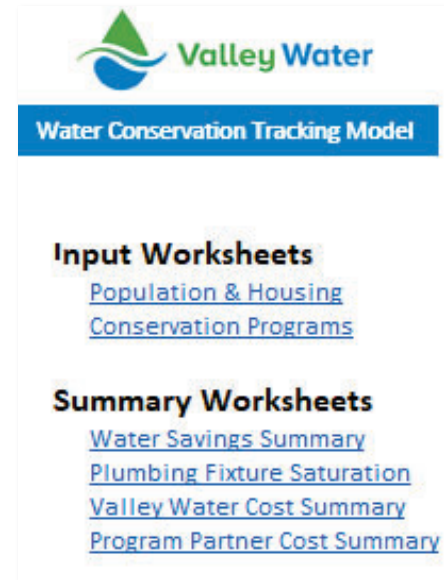 Valley Water
Water Conservation Tracking Model
Input Worksheets
Population & Housing
Conservation Programs
Summary Worksheets
Water Savings Summary
Plumbing Fixture Saturation
Valley Water Cost Summary
Program Partner Cost Summary